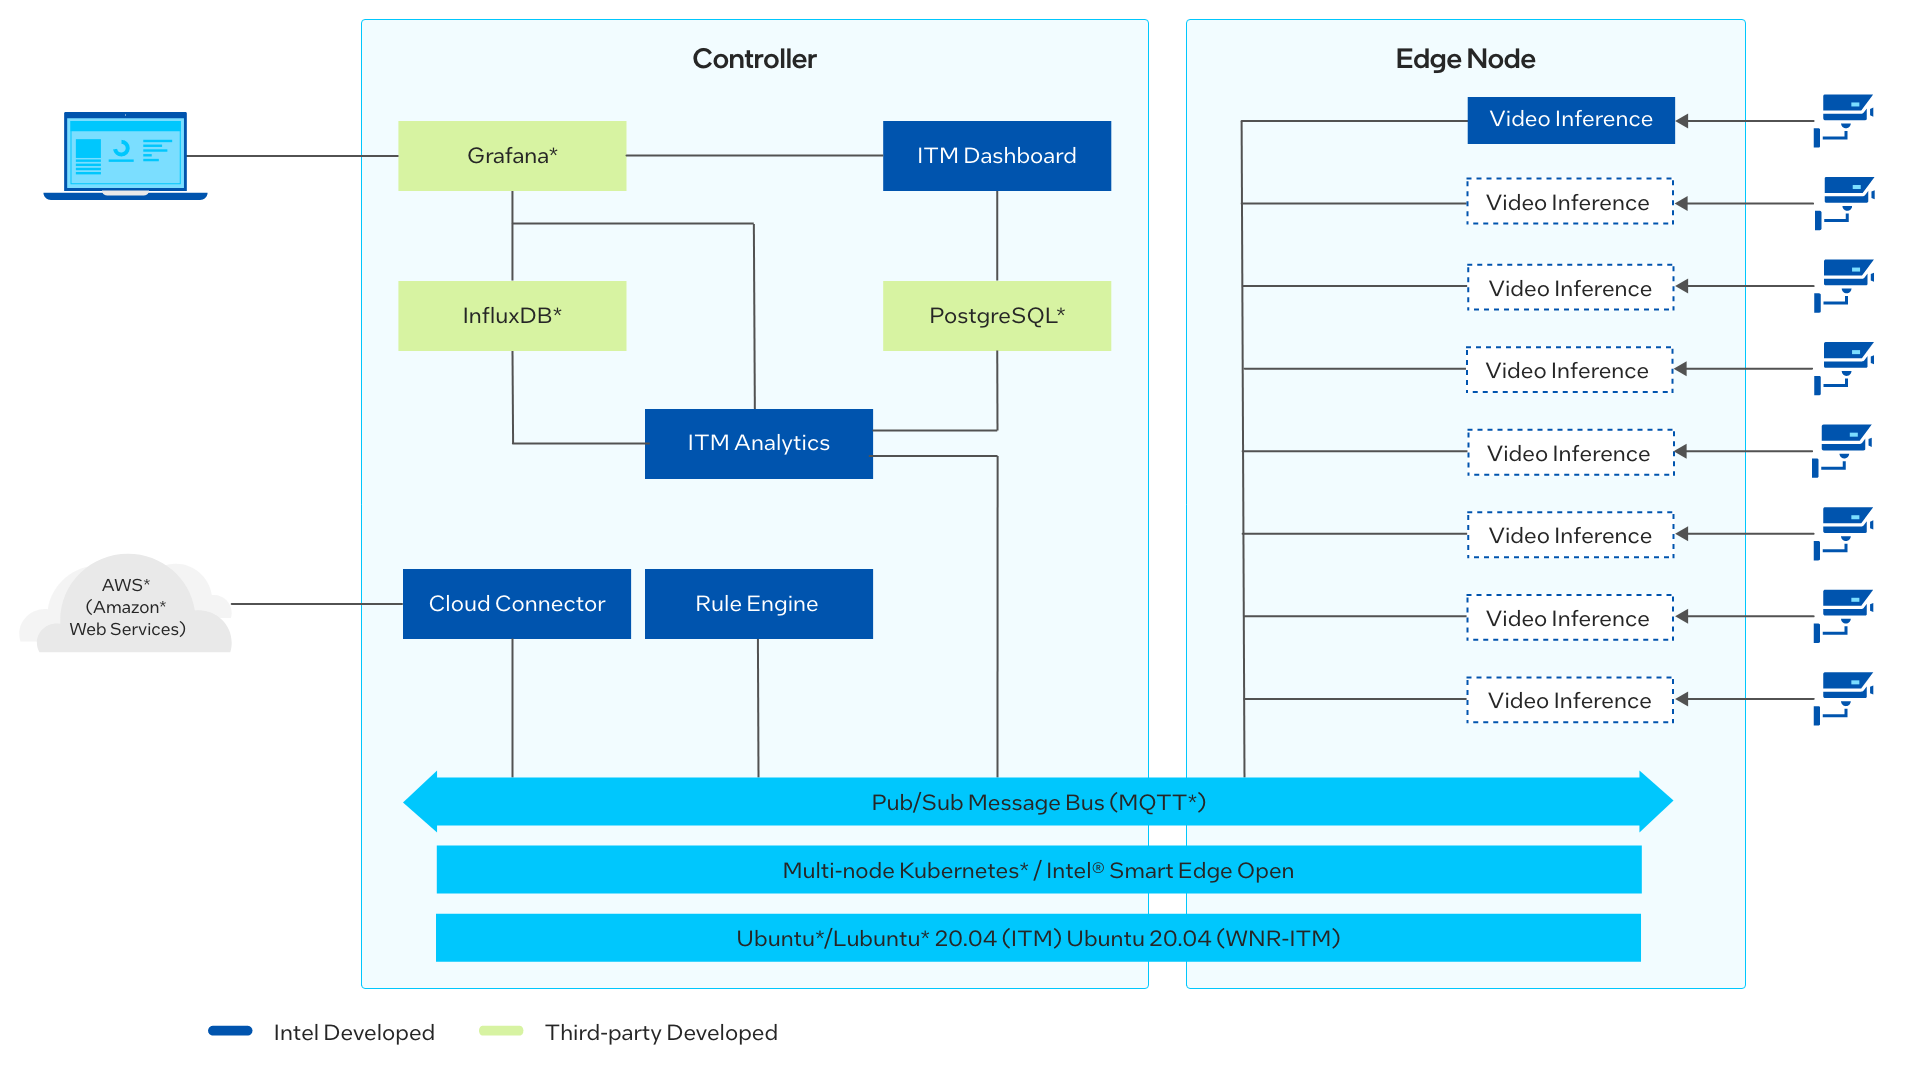 Controller
Edge Node
Grafana*
ITM Dashboard
InfluxDB*
PostgreSQL*
ITM Analytics
AWS*
(Amazon*
Web Services)
Cloud Connector
Rule Engine
Video Inference
Video Inference
Video Inference
Video Inference
Video Inference
Video Inference
Video Inference
Video Inference
Pub/Sub Message Bus (MQTT*)
Multi-node Kubernetes* / Intel® Smart Edge Open
Ubuntu*/Lubuntu* 20.04 (ITM) Ubuntu 20.04 (WNR-ITM)
Intel Developed
Third-party Developed